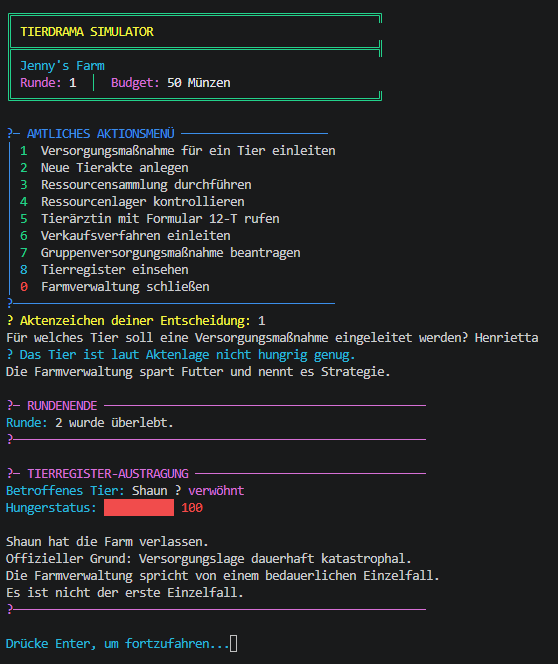 TIERDRAMA SIMULATOR
Jenny's Farm
Runde: 1 | Budget: 50 Münzen
?─ AMTLICHES AKTIONSMENÜ
1 Versorgungsmaßnahme für ein Tier einleiten
2 Neue Tierakte anlegen
3 Ressourcensammlung durchführen
4 Ressourcenlager kontrollieren
5 Tierärztin mit Formular 12-T rufen
6 Verkaufsverfahren einleiten
7 Gruppenversorgungsmaßnahme beantragen
8 Tierregister einsehen
0 Farmverwaltung schließen
?
? Aktenzeichen deiner Entscheidung: 1
Für welches Tier soll eine Versorgungsmaßnahme eingeleitet werden? Henrietta
? Das Tier ist laut Aktenlage nicht hungrig genug.
Die Farmverwaltung spart Futter und nennt es Strategie.
?─ RUNDENENDE
Runde: 2 wurde überlebt.
?
?─ TIERREGISTER-AUSTRAGUNG
Betroffenes Tier: Shaun ? verwöhnt
Hungerstatus: 100
Shaun hat die Farm verlassen.
Offizieller Grund: Versorgungslage dauerhaft katastrophal.
Die Farmverwaltung spricht von einem bedauerlichen Einzelfall.
Es ist nicht der erste Einzelfall.
?
Drücke Enter, um fortzufahren...